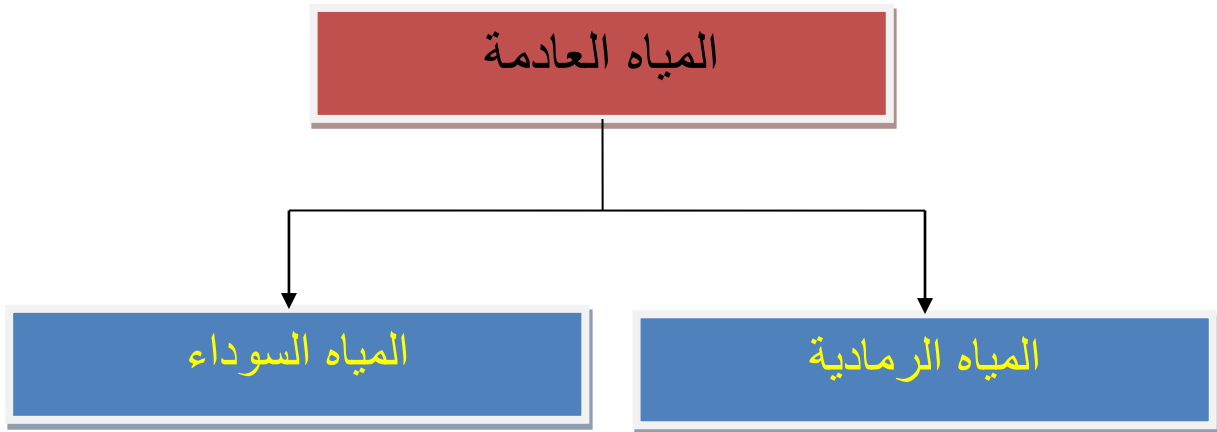 المياه العادمة
المياه الرمادية
المياه السوداء